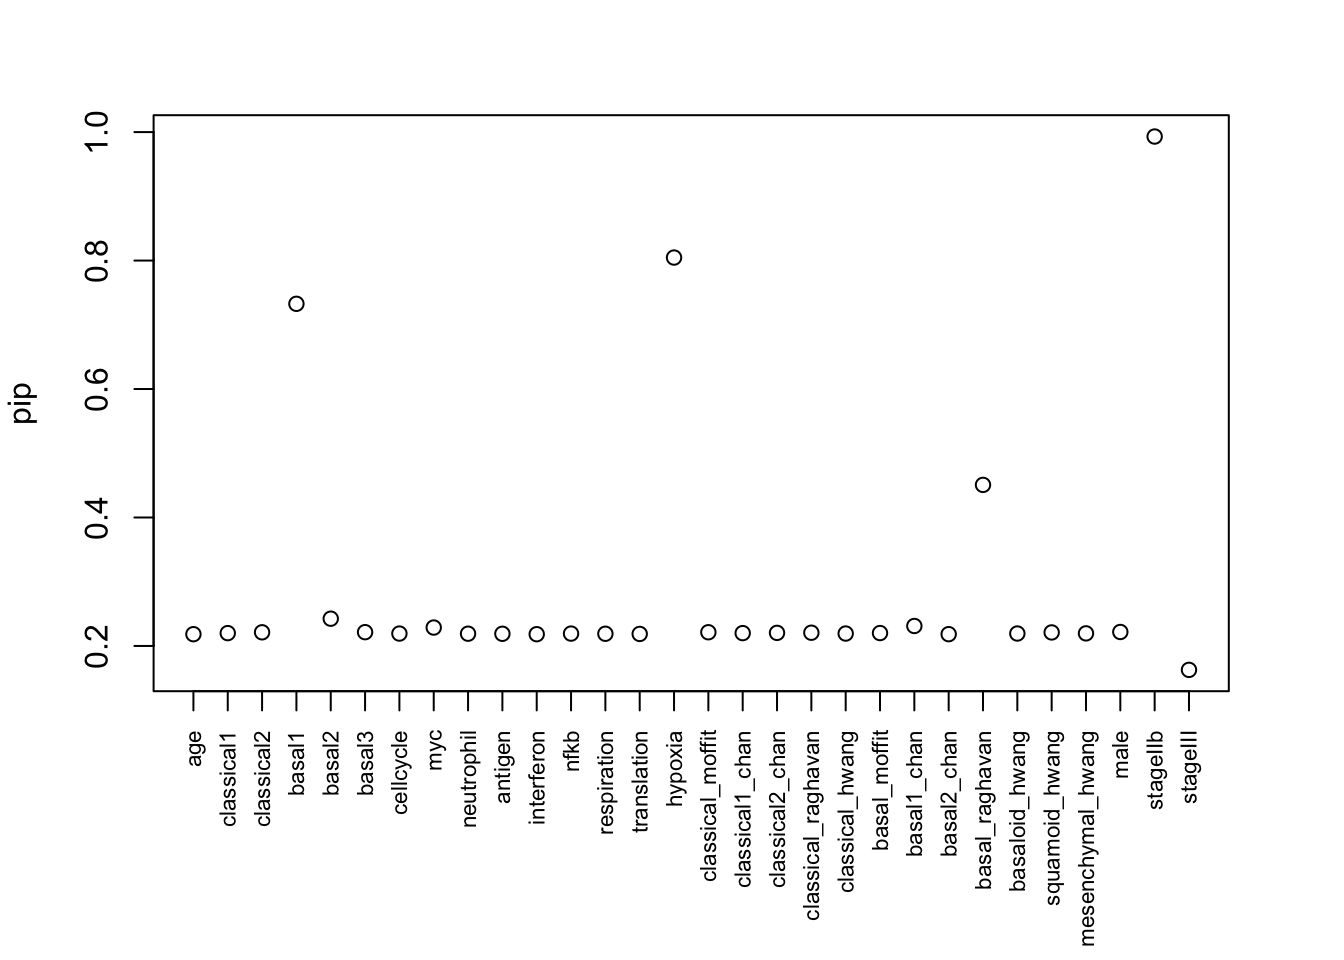 pip
1.0
0.8
0.6
0.4
0.2
age
classical1
classical2
basal1
basal2
basal3
cellcycle
myc
neutrophil
antigen
interferon
nfkb
respiration
translation
hypoxia
classical_moffit
classical1_chan
classical2_chan
classical_raghavan
classical_hwang
basal_moffit
basal1_chan
basal2_chan
basal_raghavan
basaloid_hwang
squamoid_hwang
mesenchymal_hwang
male
stageIIb
stageIII